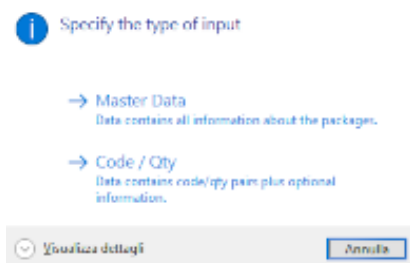 Specify the type of input
Master Data
Data contains all information about the packages.
Code / Qty
Data contains code/qty pairs plus optional
information.
Visualizza dettagli
Annulla